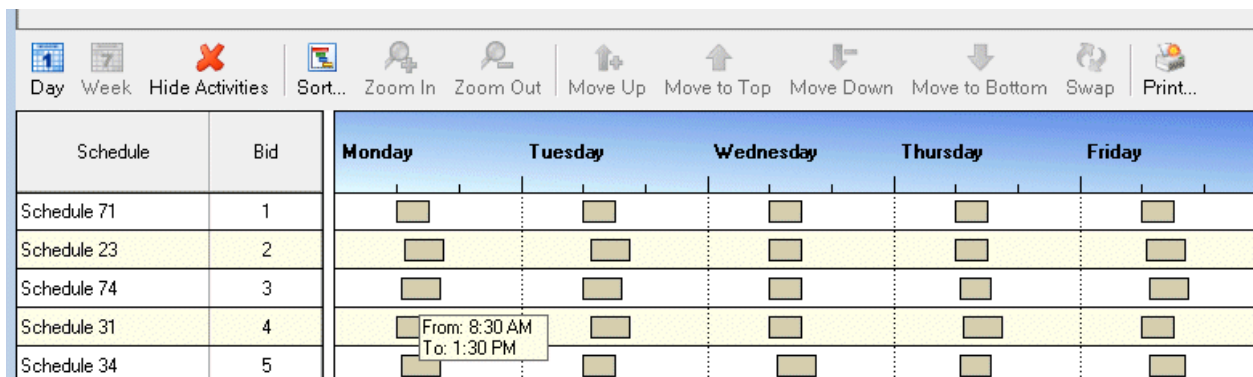 1 7
Day Week Hide Activities Sort... Zoom In Zoom Out Move Up Move to Top Move Down Move to Bottom Swap Print...
Schedule Bid Monday Tuesday Wednesday Thursday Friday
Schedule 71 1
Schedule 23 2
Schedule 74 3
Schedule 31 4
From: 8:30 AM
To: 1:30 PM
Schedule 34 5